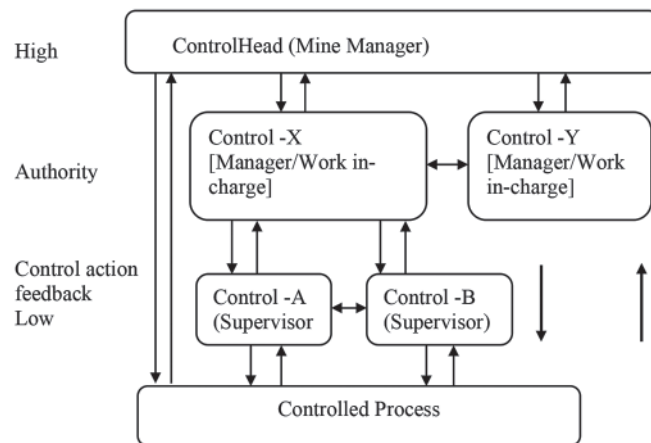 High
ControlHead (Mine Manager)
Authority
Control -X
[Manager/Work in-
charge]
Control -Y
[Manager/Work
in-charge]
Control action
feedback
Low
Control -A
(Supervisor
Control -B
(Supervisor)
Controlled Process